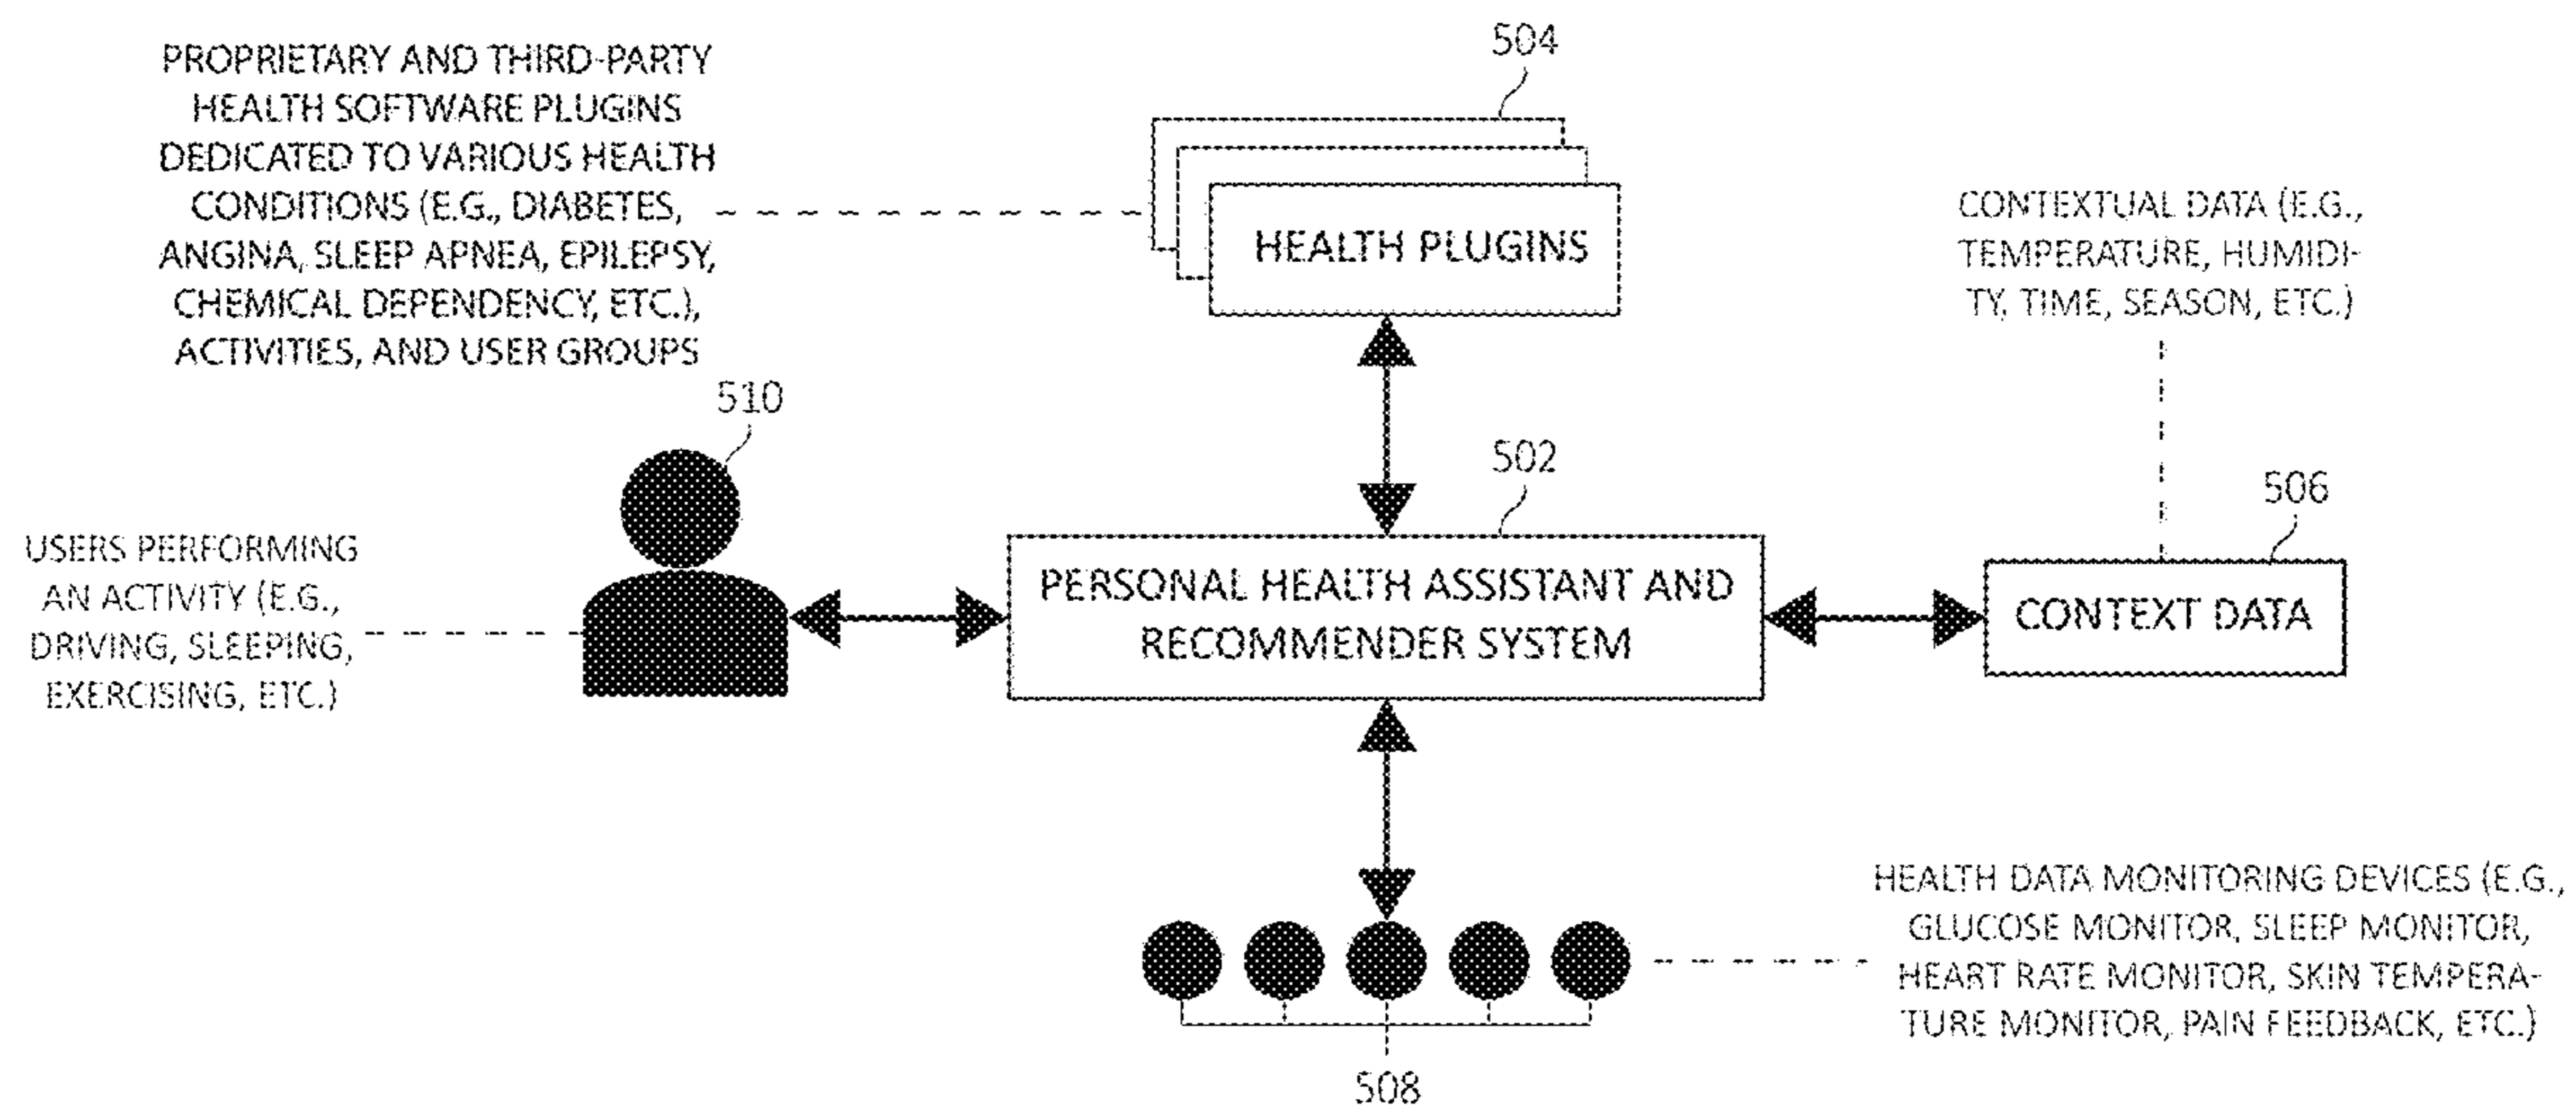 504
PROPRIETARY AND THIRD-PARTY
HEALTH SOFTWARE PLUGINS
DEDICATED TO VARIOUS HEALTH
CONDITIONS (E.G., DIABETES,
ANGINA, SLEEP APNEA, EPILEPSY,
CHEMICAL DEPENDENCY, ETC.),
ACTIVITIES, AND USER GROUPS
HEALTH PLUGINS
CONTEXTUAL DATA (E.G.,
TEMPERATURE, HUMIDI-
TY, TIME, SEASON, ETC.)
510
502
506
USERS PERFORMING
AN ACTIVITY (E.G.,
DRIVING, SLEEPING,
EXERCISING, ETC.)
PERSONAL HEALTH ASSISTANT AND
RECOMMENDER SYSTEM
CONTEXT DATA
HEALTH DATA MONITORING DEVICES (E.G.,
GLUCOSE MONITOR, SLEEP MONITOR,
HEART RATE MONITOR, SKIN TEMPERA-
TURE MONITOR, PAIN FEEDBACK, ETC.)
508